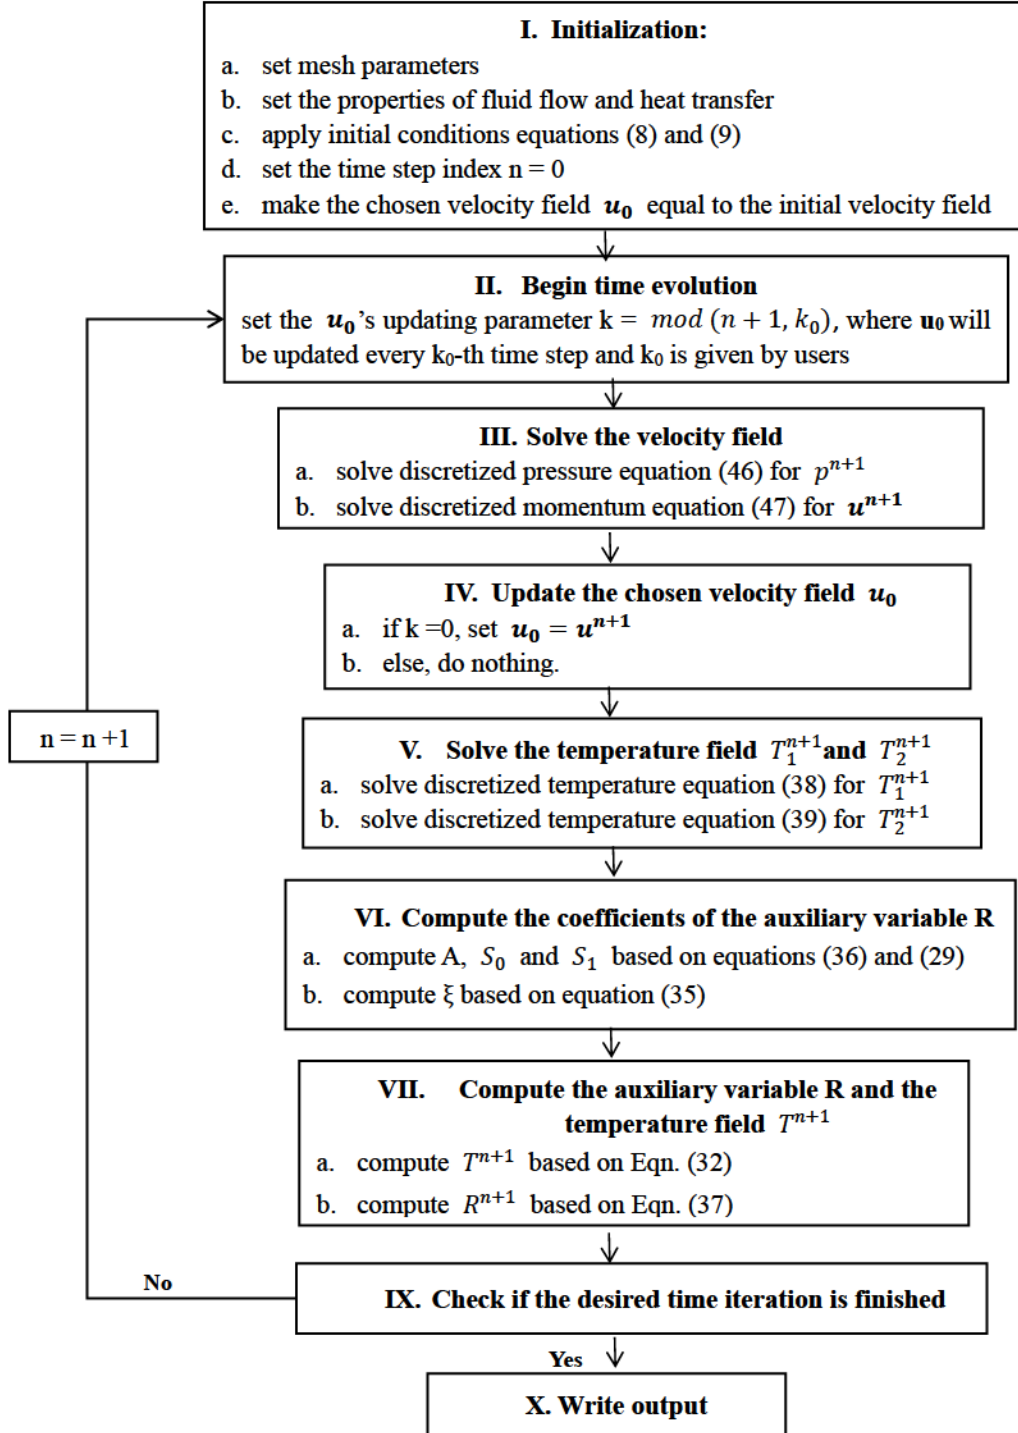 I. Initialization:
a. set mesh parameters
b. set the properties of fluid flow and heat transfer
c. apply initial conditions equations (8) and (9)
d. set the time step index n = 0
e. make the chosen velocity field u₀ equal to the initial velocity field
II. Begin time evolution
set the u₀'s updating parameter k = mod (n + 1, k₀), where u₀ will
be updated every k₀-th time step and k₀ is given by users
III. Solve the velocity field
a. solve discretized pressure equation (46) for pⁿ⁺¹
b. solve discretized momentum equation (47) for uⁿ⁺¹
IV. Update the chosen velocity field u₀
a. if k =0, set u₀ = uⁿ⁺¹
b. else, do nothing.
n = n +1
V. Solve the temperature field T₁ⁿ⁺¹ and T₂ⁿ⁺¹
a. solve discretized temperature equation (38) for T₁ⁿ⁺¹
b. solve discretized temperature equation (39) for T₂ⁿ⁺¹
VI. Compute the coefficients of the auxiliary variable R
a. compute A, S₀ and S₁ based on equations (36) and (29)
b. compute ξ based on equation (35)
VII. Compute the auxiliary variable R and the
temperature field Tⁿ⁺¹
a. compute Tⁿ⁺¹ based on Eqn. (32)
b. compute Rⁿ⁺¹ based on Eqn. (37)
No
IX. Check if the desired time iteration is finished
Yes
X. Write output